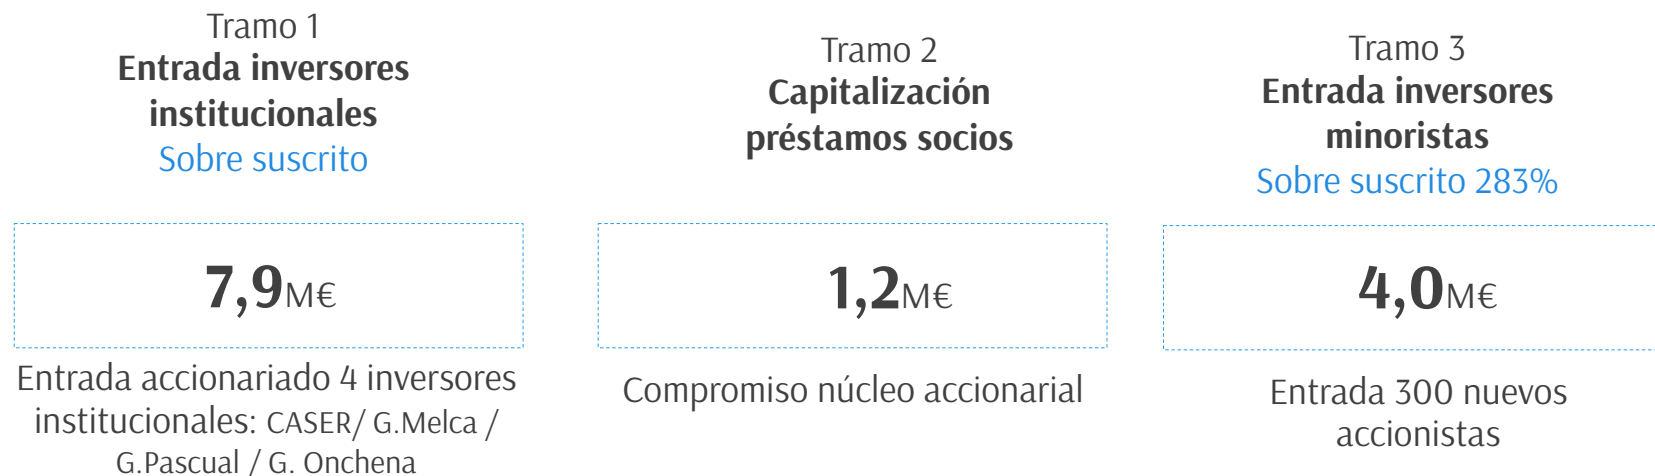 Tramo 1
Entrada inversores
institucionales
Sobre suscrito
7,9M€
Entrada accionariado 4 inversores
institucionales: CASER/ G.Melca /
G.Pascual / G. Onchena
Tramo 2
Capitalización
préstamos socios
1,2M€
Compromiso núcleo accionarial
Tramo 3
Entrada inversores
minoristas
Sobre suscrito 283%
4,0M€
Entrada 300 nuevos
accionistas